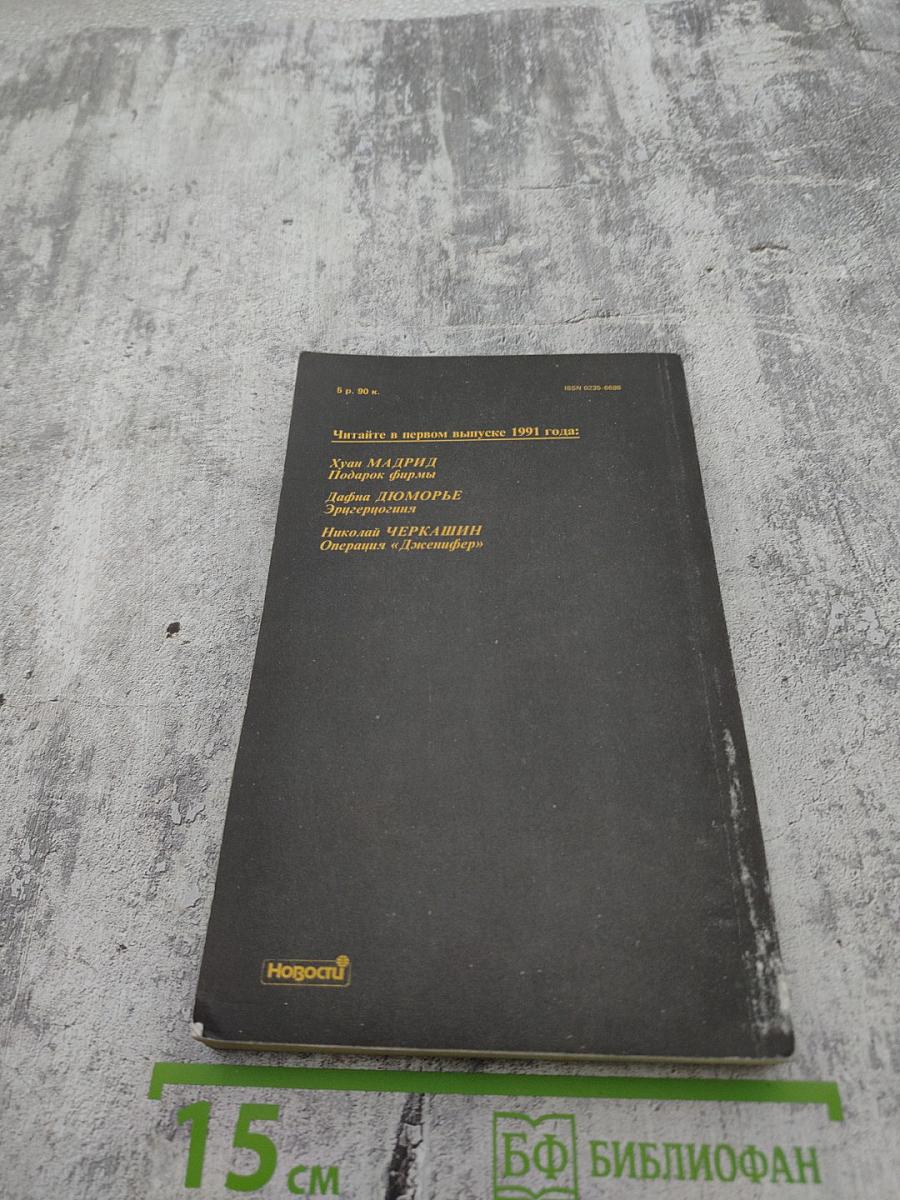 5 р. 90 к.
ISSN 0235-6686
Читайте в первом выпуске 1991 года:
Хуан МАДРИД
Подарок фирмы
Дафна ДЮМОРЬЕ
Эрцгерцогиня
Николай ЧЕРКАШИН
Операция «Дженифер»
Новости
15 см
БФ БИБЛИОФАН